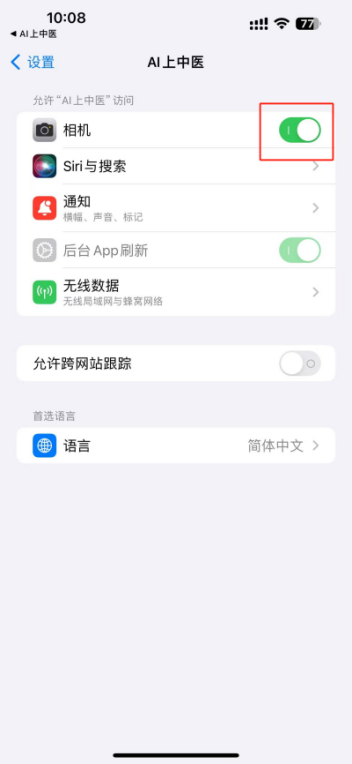 10:08
77
◀ AI上中医
设置
AI上中医
允许“AI上中医”访问
相机
Siri与搜索
通知
横幅、声音、标记
后台App刷新
无线数据
无线局域网与蜂窝网络
允许跨网站跟踪
首选语言
语言
简体中文